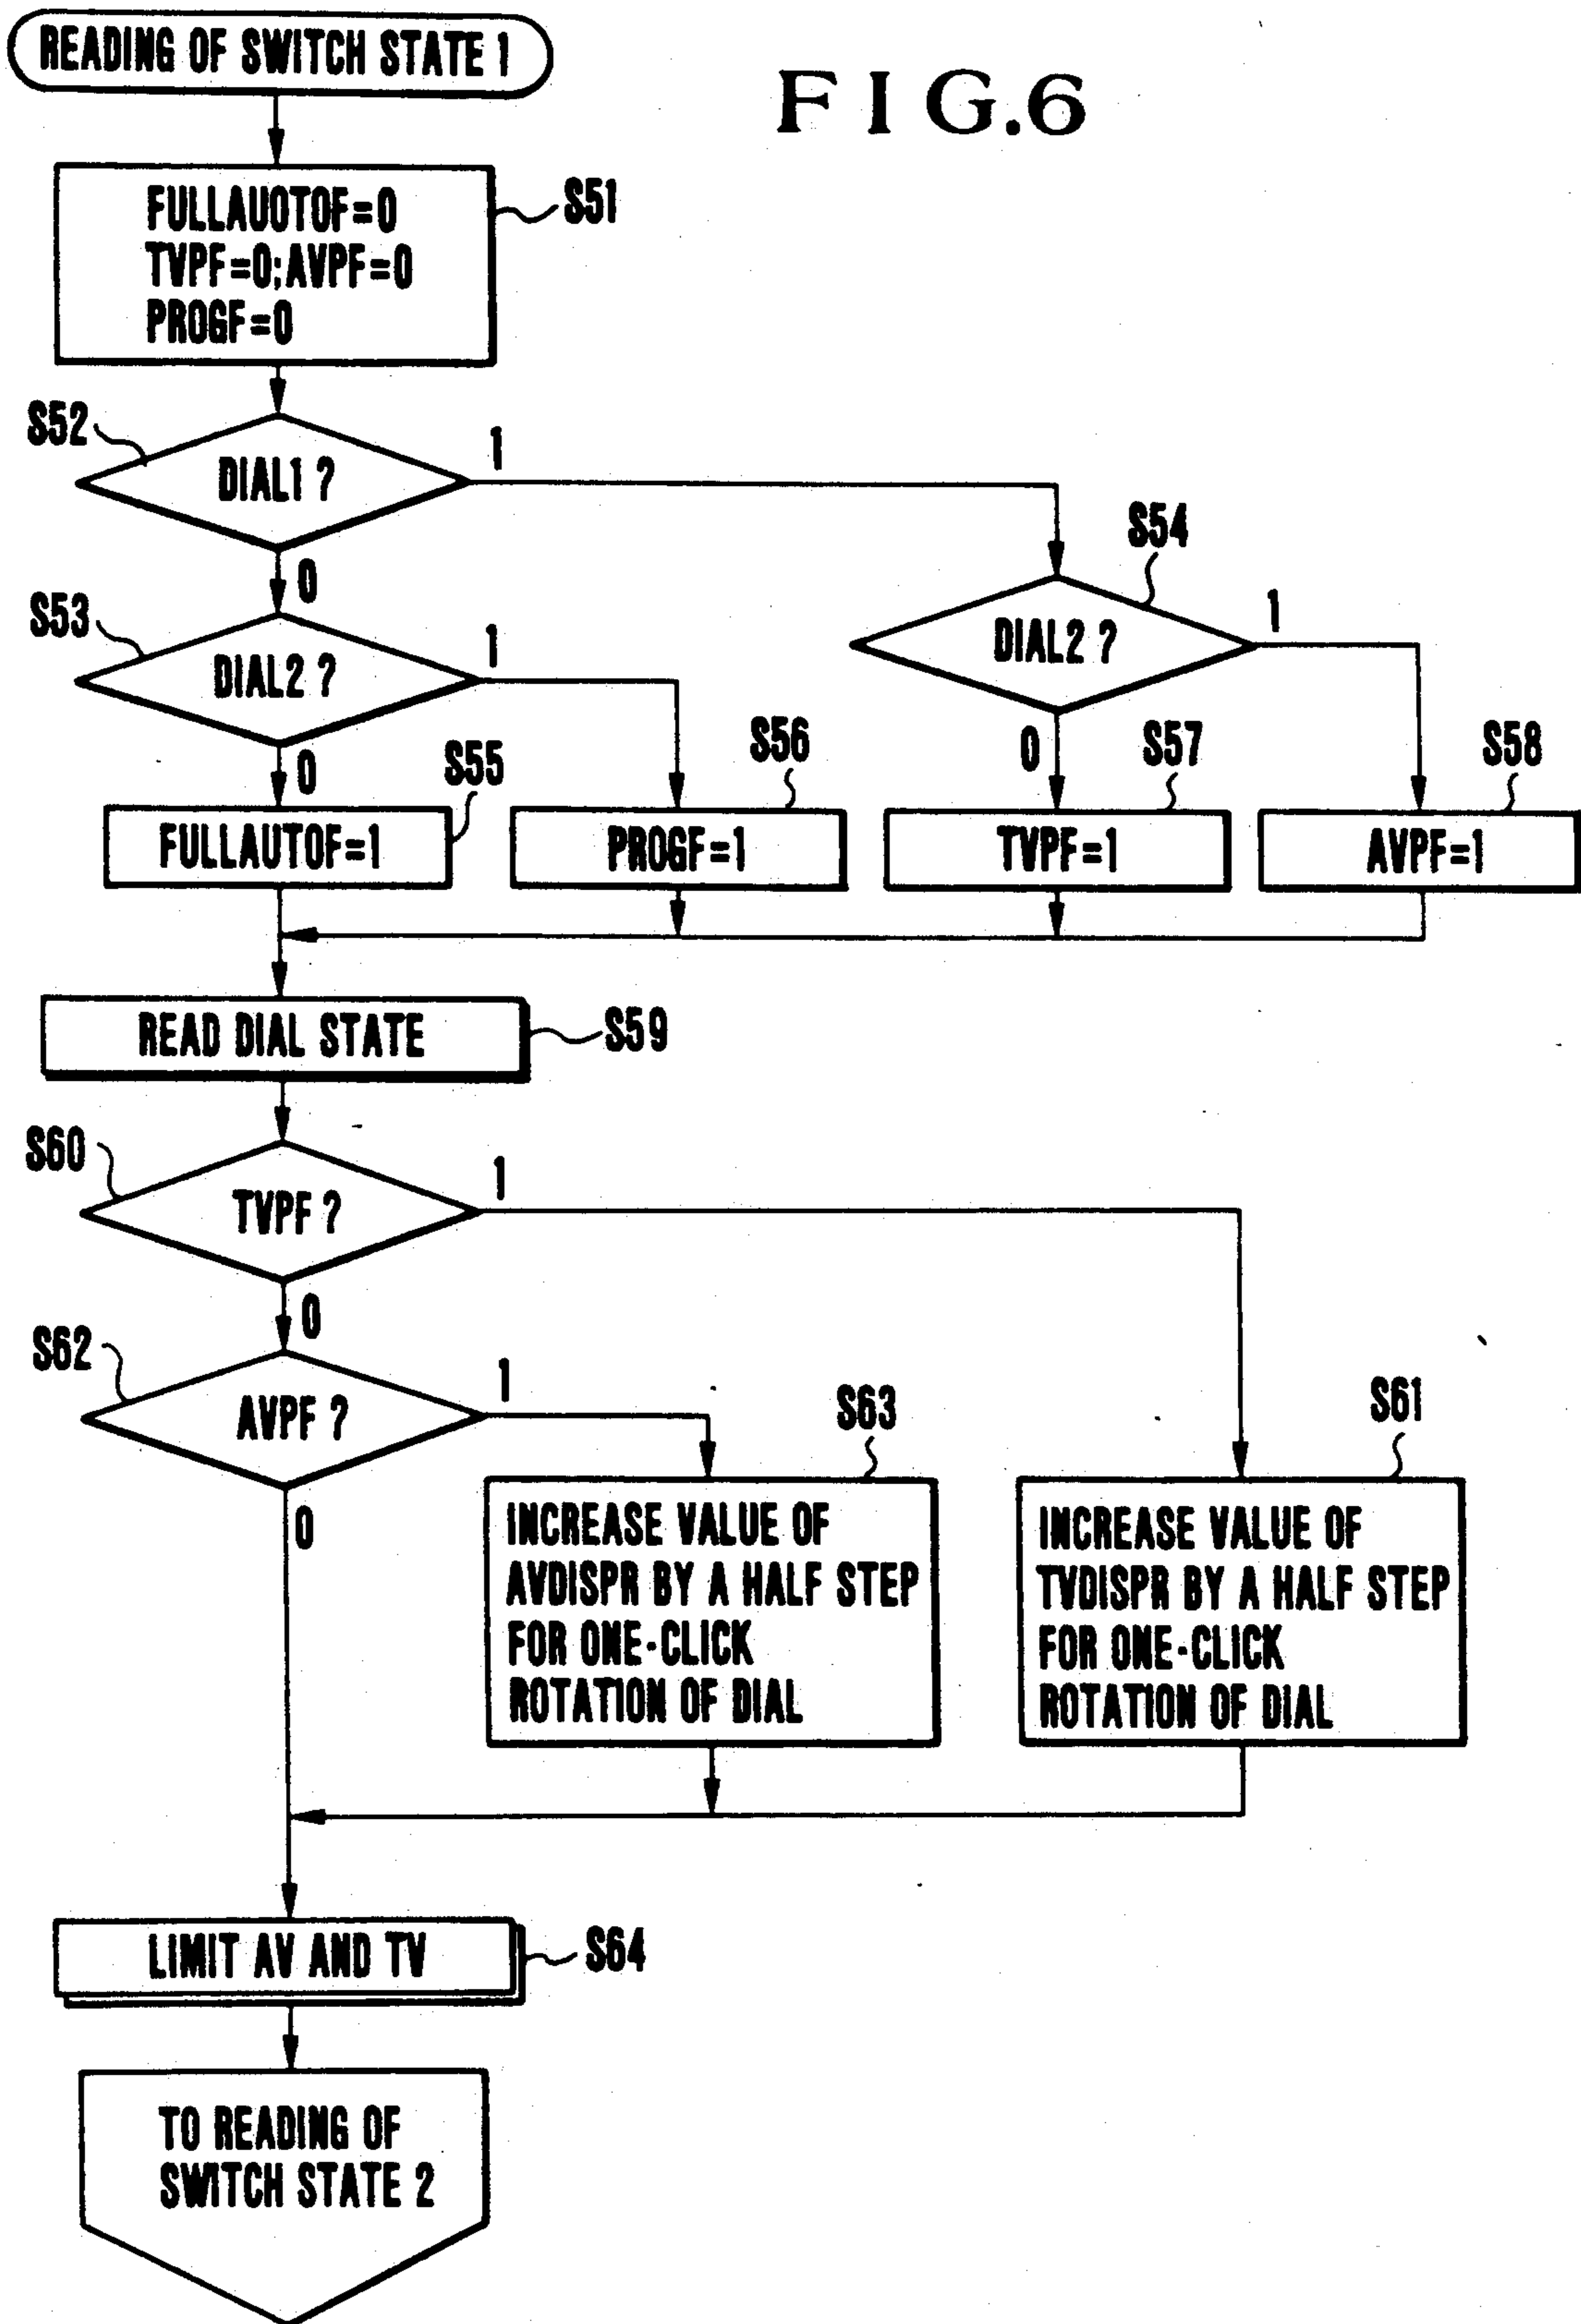 READING OF SWITCH STATE 1
FIG.6
FULLAUOTOF=0
TVPF=0;AVPF=0
PROGF=0
S51
S52
DIAL1 ?
1
0
S54
DIAL2 ?
1
0
S53
DIAL2 ?
1
0
S55
FULLAUTOF=1
S56
PROGF=1
S57
TVPF=1
S58
AVPF=1
READ DIAL STATE
S59
S60
TVPF ?
1
0
S62
AVPF ?
1
0
S63
INCREASE VALUE OF
AVDISPR BY A HALF STEP
FOR ONE-CLICK
ROTATION OF DIAL
S61
INCREASE VALUE OF
TVDISPR BY A HALF STEP
FOR ONE-CLICK
ROTATION OF DIAL
LIMIT AV AND TV
S64
TO READING OF
SWITCH STATE 2